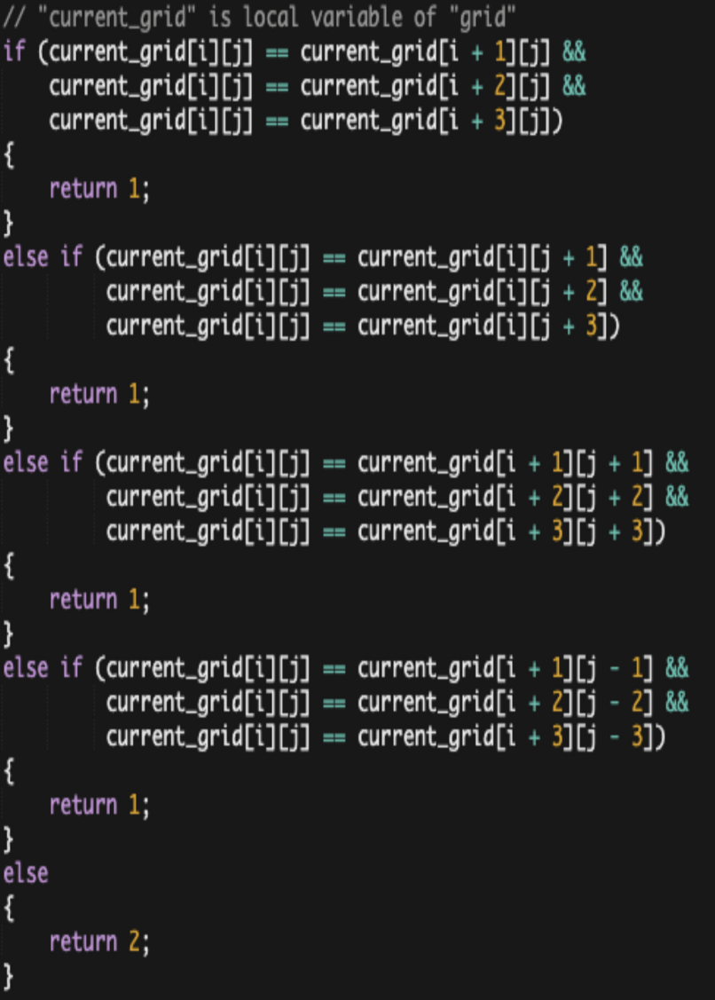 // "current_grid" is local variable of "grid"
if (current_grid[i][j] == current_grid[i + 1][j] &&
    current_grid[i][j] == current_grid[i + 2][j] &&
    current_grid[i][j] == current_grid[i + 3][j])
{
    return 1;
}
else if (current_grid[i][j] == current_grid[i][j + 1] &&
         current_grid[i][j] == current_grid[i][j + 2] &&
         current_grid[i][j] == current_grid[i][j + 3])
{
    return 1;
}
else if (current_grid[i][j] == current_grid[i + 1][j + 1] &&
         current_grid[i][j] == current_grid[i + 2][j + 2] &&
         current_grid[i][j] == current_grid[i + 3][j + 3])
{
    return 1;
}
else if (current_grid[i][j] == current_grid[i + 1][j - 1] &&
         current_grid[i][j] == current_grid[i + 2][j - 2] &&
         current_grid[i][j] == current_grid[i + 3][j - 3])
{
    return 1;
}
else
{
    return 2;
}